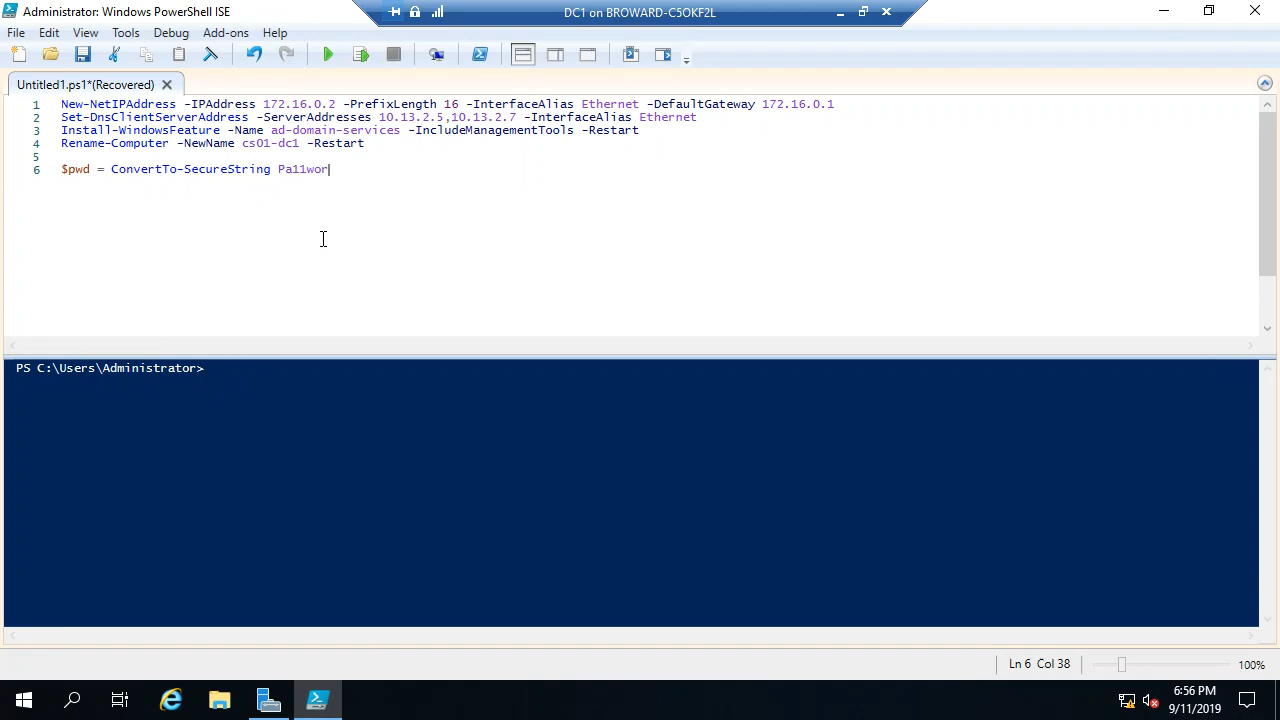 Administrator: Windows PowerShell ISE
DC1 on BROWARD-C5OKF2L
File Edit View Tools Debug Add-ons Help
Untitled1.ps1*(Recovered)
1 New-NetIPAddress -IPAddress 172.16.0.2 -PrefixLength 16 -InterfaceAlias Ethernet -DefaultGateway 172.16.0.1
2 Set-DnsClientServerAddress -ServerAddresses 10.13.2.5,10.13.2.7 -InterfaceAlias Ethernet
3 Install-WindowsFeature -Name ad-domain-services -IncludeManagementTools -Restart
4 Rename-Computer -NewName cs01-dc1 -Restart
5
6 $pwd = ConvertTo-SecureString Pa11wor
PS C:\Users\Administrator>
Ln 6 Col 38
100%
6:56 PM
9/11/2019